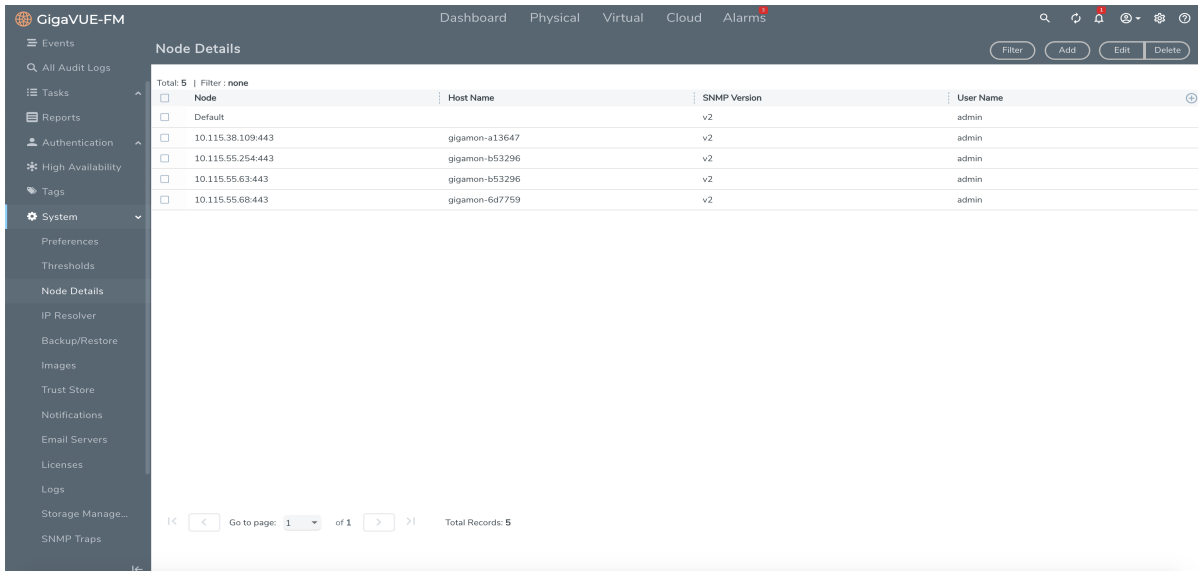 GigaVUE-FM
Dashboard Physical Virtual Cloud Alarms 3
1
Events
All Audit Logs
Tasks
Reports
Authentication
High Availability
Tags
System
Preferences
Thresholds
Node Details
IP Resolver
Backup/Restore
Images
Trust Store
Notifications
Email Servers
Licenses
Logs
Storage Manage...
SNMP Traps
Node Details
Filter Add Edit Delete
Total: 5 | Filter : none
Node Host Name SNMP Version User Name
Default v2 admin
10.115.38.109:443 gigamon-a13647 v2 admin
10.115.55.254:443 gigamon-b53296 v2 admin
10.115.55.63:443 gigamon-b53296 v2 admin
10.115.55.68:443 gigamon-6d7759 v2 admin
Go to page: 1 of 1 Total Records: 5